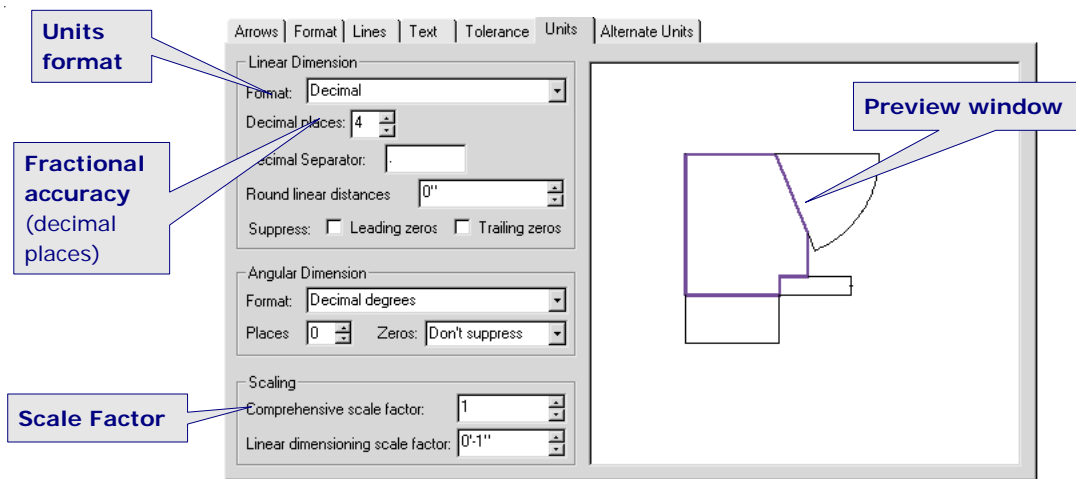 Units format
Arrows Format Lines Text Tolerance Units Alternate Units
Linear Dimension
Format: Decimal
Decimal places: 4
Decimal Separator: .
Round linear distances 0"
Suppress: Leading zeros Trailing zeros
Fractional
accuracy
(decimal
places)
Preview window
Angular Dimension
Format: Decimal degrees
Places 0 Zeros: Don't suppress
Scaling
Comprehensive scale factor: 1
Linear dimensioning scale factor: 0'-1"
Scale Factor